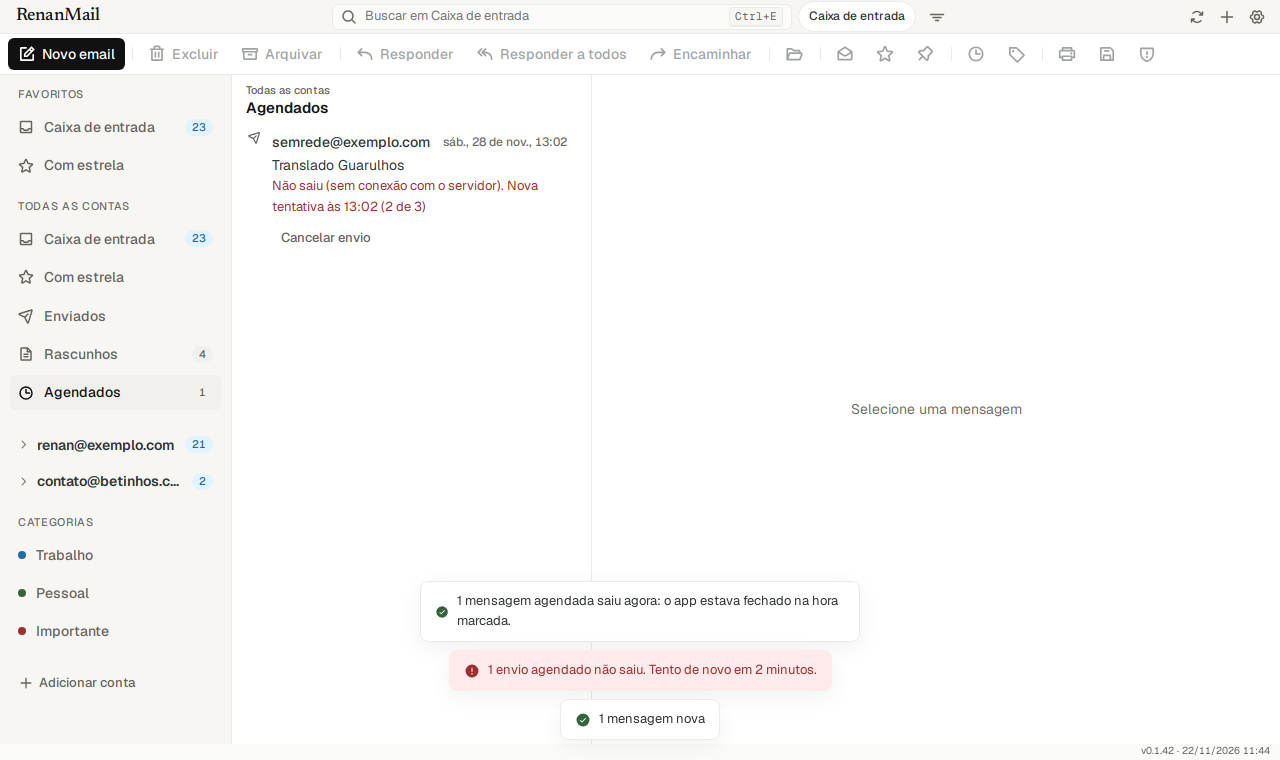 RenanMail
Buscar em Caixa de entrada
Ctrl+E
Caixa de entrada
Novo email
Excluir
Arquivar
Responder
Responder a todos
Encaminhar
FAVORITOS
Caixa de entrada 23
Com estrela
TODAS AS CONTAS
Caixa de entrada 23
Com estrela
Enviados
Rascunhos 4
Agendados 1
renan@exemplo.com 21
contato@betinhos.c... 2
CATEGORIAS
Trabalho
Pessoal
Importante
Adicionar conta
Todas as contas
Agendados
semrede@exemplo.com sáb., 28 de nov., 13:02
Translado Guarulhos
Não saiu (sem conexão com o servidor). Nova
tentativa às 13:02 (2 de 3)
Cancelar envio
Selecione uma mensagem
1 mensagem agendada saiu agora: o app estava fechado na hora
marcada.
1 envio agendado não saiu. Tento de novo em 2 minutos.
1 mensagem nova
v0.1.42 · 22/11/2026 11:44